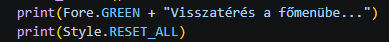 print(Fore.GREEN + "Visszatérés a főmenübe...")
print(Style.RESET_ALL)